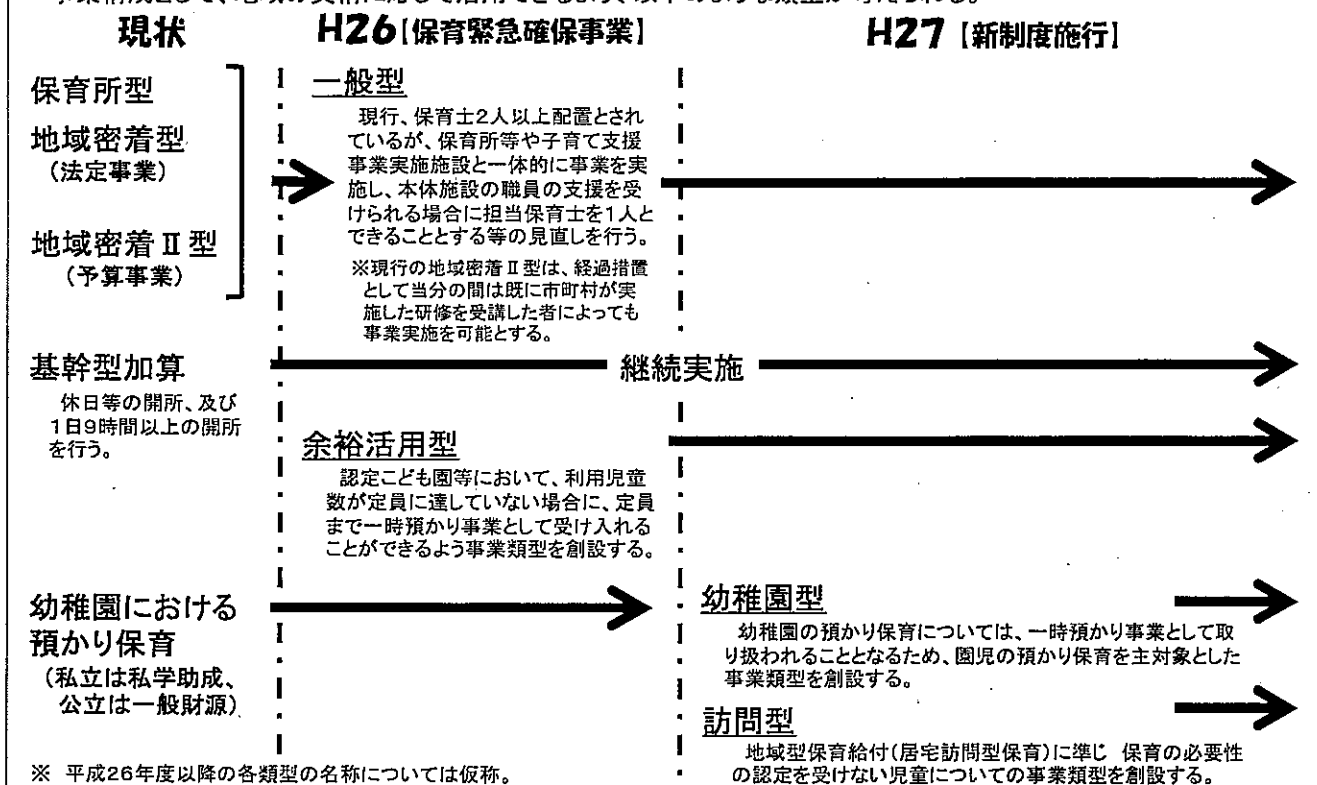 現状
H26【保育緊急確保事業】
H27【新制度施行】
保育所型
地域密着型
(法定事業)
地域密着Ⅱ型
(予算事業)
一般型
現行、保育士2人以上配置とされ
ているが、保育所等や子育て支援
事業実施施設と一体的に事業を実
施し、本体施設の職員の支援を受
けられる場合に担当保育士を1人と
できることとする等の見直しを行う。
※現行の地域密着Ⅱ型は、経過措置
として当分の間は既に市町村が実
施した研修を受講した者によっても
事業実施を可能とする。
基幹型加算
休日等の開所、及び
1日9時間以上の開所
を行う。
継続実施
余裕活用型
認定こども園等において、利用児童
数が定員に達していない場合に、定員
まで一時預かり事業として受け入れる
ことができるよう事業類型を創設する。
幼稚園における
預かり保育
(私立は私学助成、
公立は一般財源)
幼稚園型
幼稚園の預かり保育については、一時預かり事業として取
り扱われることとなるため、園児の預かり保育を主対象とした
事業類型を創設する。
訪問型
地域型保育給付(居宅訪問型保育)に準じ 保育の必要性
の認定を受けない児童についての事業類型を創設する。
※ 平成26年度以降の各類型の名称については仮称。